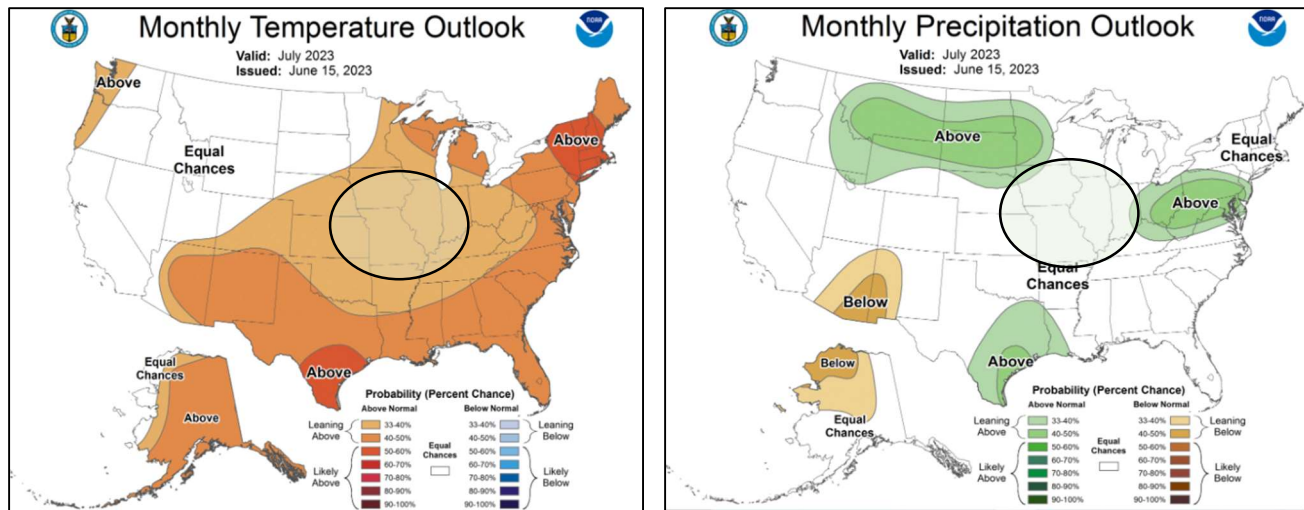 Monthly Temperature Outlook
Valid: July 2023
Issued: June 15, 2023
Above
Equal
Chances
Above
Above
Equal
Chances
Above
Probability (Percent Chance)
Above Normal
Below Normal
Leaning
Above
33-40%
40-50%
Likely
Above
50-60%
60-70%
70-80%
80-90%
90-100%
Equal
Chances
33-40%
40-50%
Leaning
Below
50-60%
60-70%
70-80%
80-90%
90-100%
Likely
Below
Monthly Precipitation Outlook
Valid: July 2023
Issued: June 15, 2023
Above
Equal
Chances
Above
Equal
Chances
Below
Above
Below
Equal
Chances
Probability (Percent Chance)
Above Normal
Below Normal
Leaning
Above
33-40%
40-50%
Likely
Above
50-60%
60-70%
70-80%
80-90%
90-100%
Equal
Chances
33-40%
40-50%
Leaning
Below
50-60%
60-70%
70-80%
80-90%
90-100%
Likely
Below